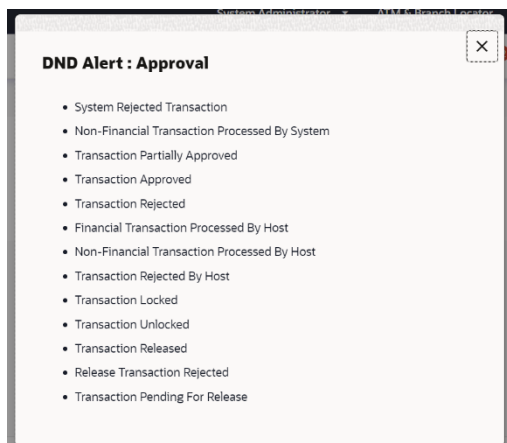 System Administrator ATM & Branch Locator
DND Alert : Approval
System Rejected Transaction
Non-Financial Transaction Processed By System
Transaction Partially Approved
Transaction Approved
Transaction Rejected
Financial Transaction Processed By Host
Non-Financial Transaction Processed By Host
Transaction Rejected By Host
Transaction Locked
Transaction Unlocked
Transaction Released
Release Transaction Rejected
Transaction Pending For Release